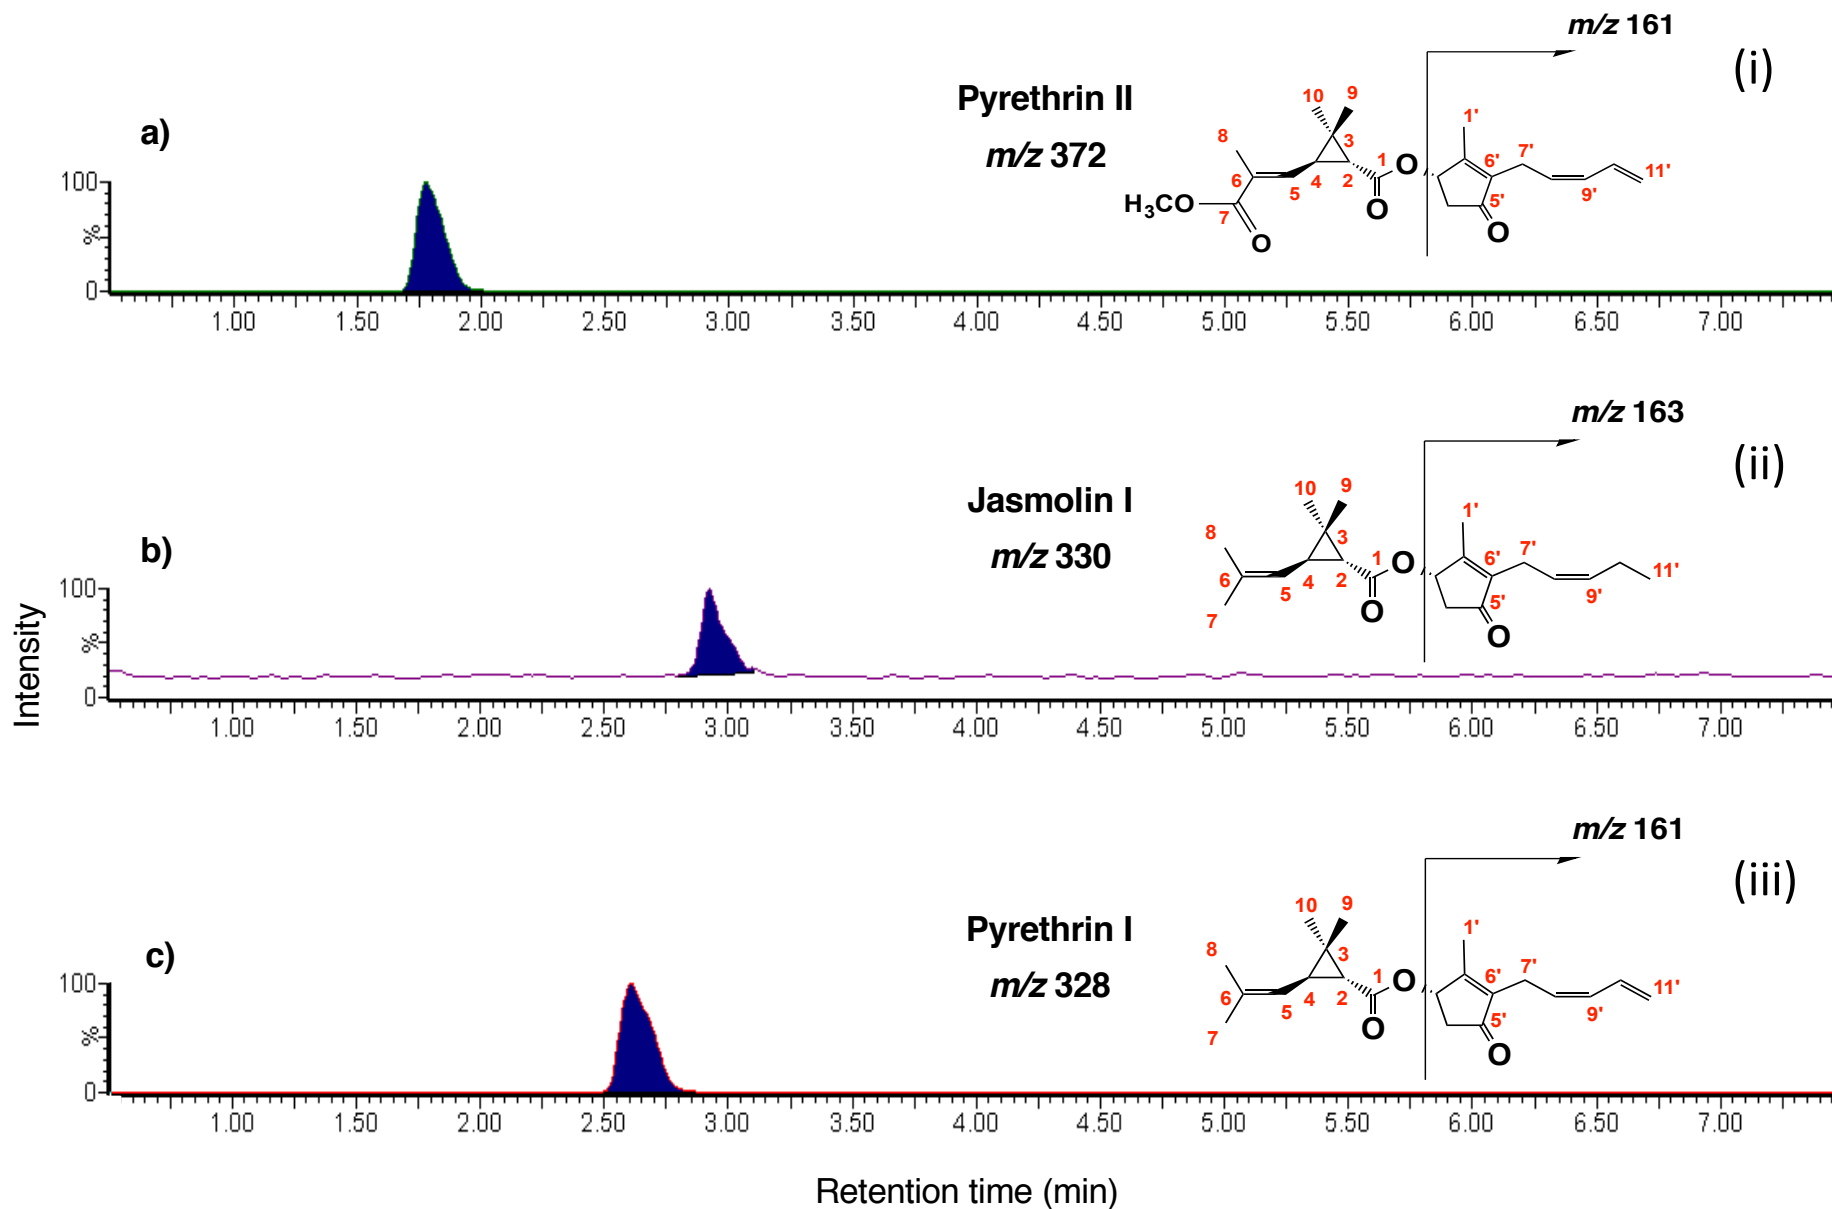 m/z 161
(i)
Pyrethrin II
m/z 372
a)
10 9
8 3 1' 7'
6 5 4 2 1 O 6' 11'
H3CO 7 O O 5' 9' O
100
%
0
1.00 1.50 2.00 2.50 3.00 3.50 4.00 4.50 5.00 5.50 6.00 6.50 7.00
m/z 163
(ii)
Jasmolin I
m/z 330
b)
10 9
8 3 1' 7'
6 5 4 2 1 O 6' 11'
7 O 5' 9' O
100
%
0
1.00 1.50 2.00 2.50 3.00 3.50 4.00 4.50 5.00 5.50 6.00 6.50 7.00
Intensity
m/z 161
(iii)
Pyrethrin I
m/z 328
c)
10 9
8 3 1' 7'
6 5 4 2 1 O 6' 11'
7 O 5' 9' O
100
%
0
1.00 1.50 2.00 2.50 3.00 3.50 4.00 4.50 5.00 5.50 6.00 6.50 7.00
Retention time (min)